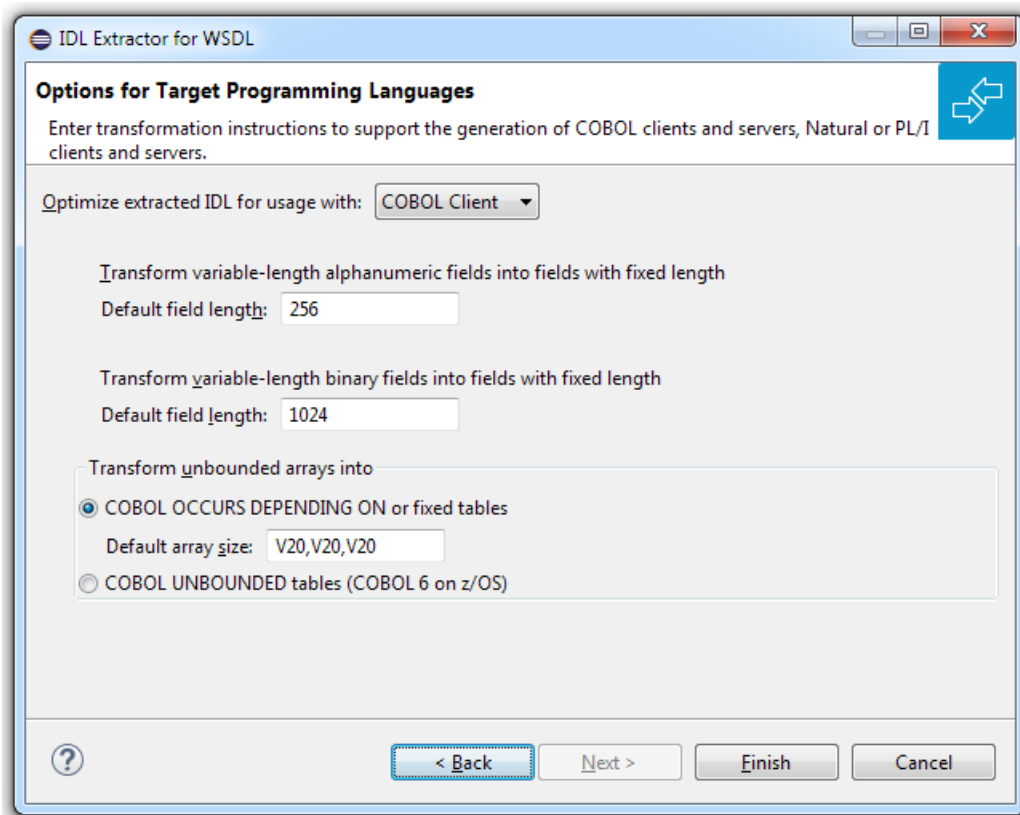 IDL Extractor for WSDL
Options for Target Programming Languages
Enter transformation instructions to support the generation of COBOL clients and servers, Natural or PL/I
clients and servers.
Optimize extracted IDL for usage with: COBOL Client
Transform variable-length alphanumeric fields into fields with fixed length
Default field length: 256
Transform variable-length binary fields into fields with fixed length
Default field length: 1024
Transform unbounded arrays into
COBOL OCCURS DEPENDING ON or fixed tables
Default array size: V20,V20,V20
COBOL UNBOUNDED tables (COBOL 6 on z/OS)
? < Back Next > Finish Cancel